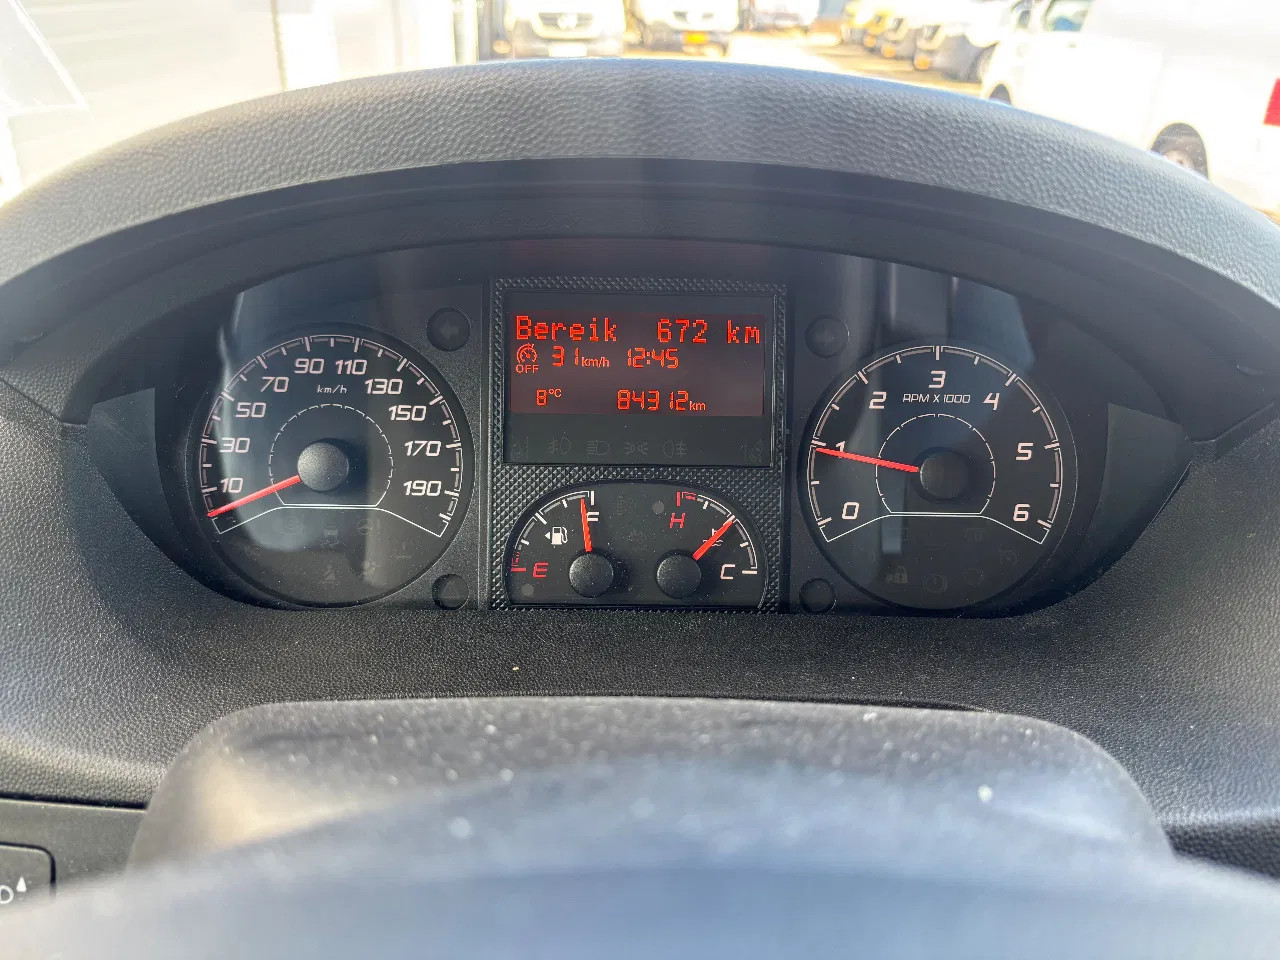 Bereik 672 km
OFF 31 km/h 12:45
8°C 84312 km
10 30 50 70 90 110 130 150 170 190
km/h
0 1 2 3 4 5 6
RPM X 1000
E F
H C